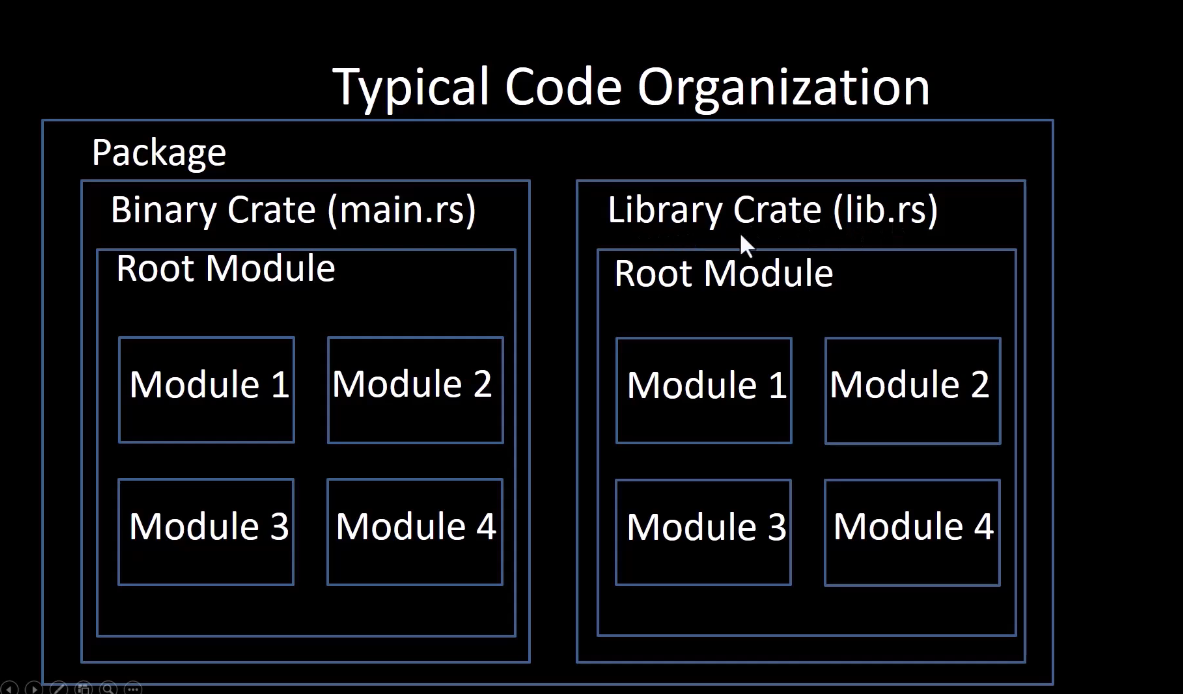 Typical Code Organization
Package
Binary Crate (main.rs)
Root Module
Module 1
Module 2
Module 3
Module 4
Library Crate (lib.rs)
Root Module
Module 1
Module 2
Module 3
Module 4